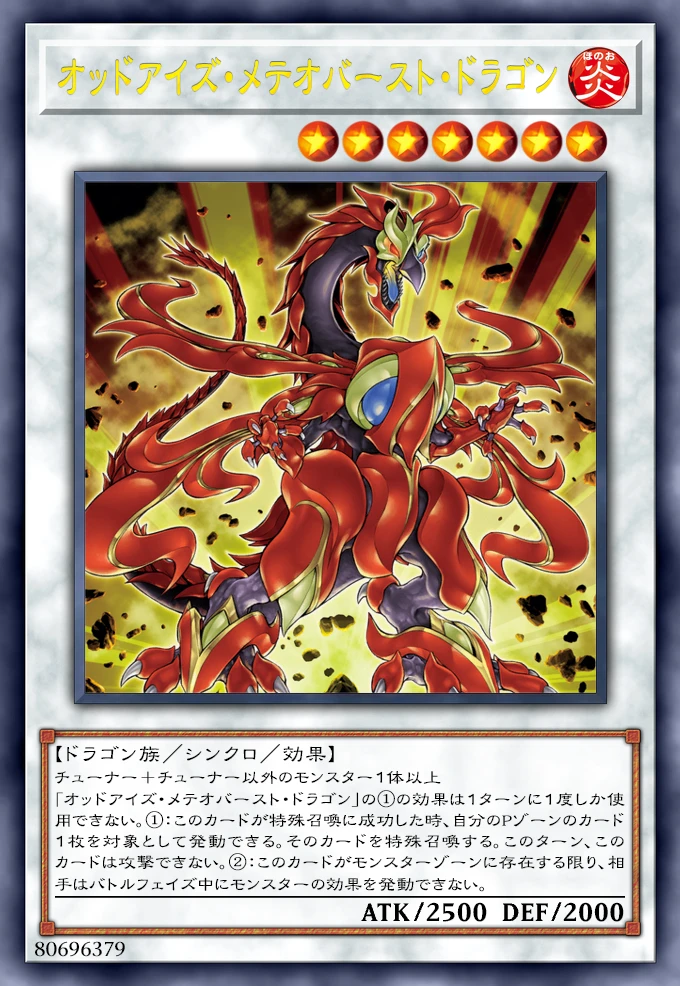 オッドアイズ・メテオバースト・ドラゴン
ほのお
炎
【ドラゴン族／シンクロ／効果】
チューナー＋チューナー以外のモンスター１体以上
「オッドアイズ・メテオバースト・ドラゴン」の①の効果は１ターンに１度しか使
用できない。①：このカードが特殊召喚に成功した時、自分のPゾーンのカード
１枚を対象として発動できる。そのカードを特殊召喚する。このターン、この
カードは攻撃できない。②：このカードがモンスターゾーンに存在する限り、相
手はバトルフェイズ中にモンスターの効果を発動できない。
ATK/2500 DEF/2000
80696379